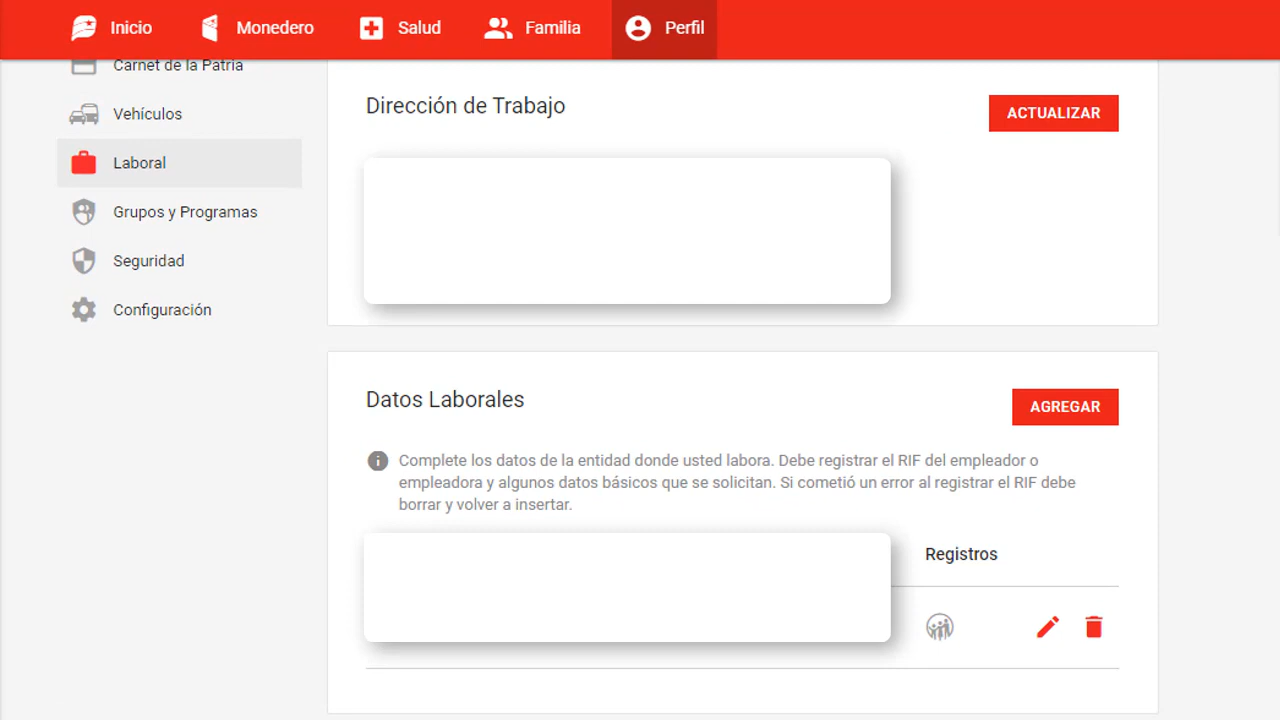 Inicio
Monedero
Salud
Familia
Perfil
Carnet de la Patria
Vehículos
Laboral
Grupos y Programas
Seguridad
Configuración
Dirección de Trabajo
ACTUALIZAR
Datos Laborales
AGREGAR
Complete los datos de la entidad donde usted labora. Debe registrar el RIF del empleador o
empleadora y algunos datos básicos que se solicitan. Si cometió un error al registrar el RIF debe
borrar y volver a insertar.
Registros